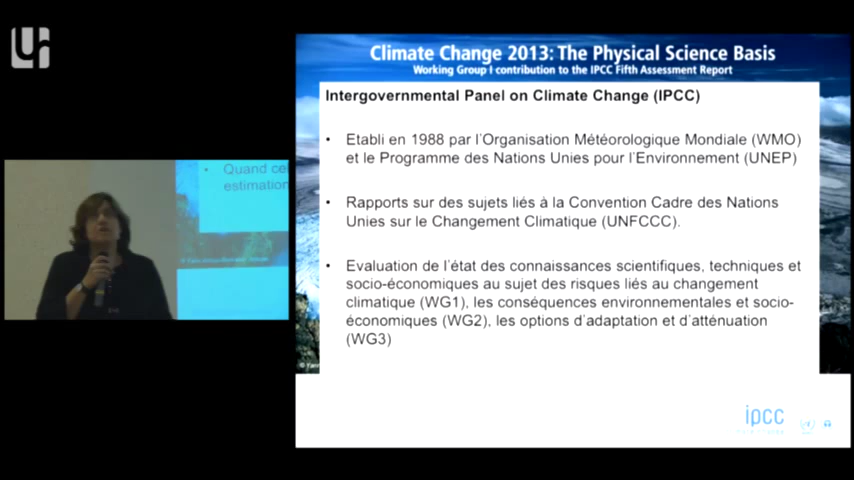 Climate Change 2013: The Physical Science Basis
Working Group I contribution to the IPCC Fifth Assessment Report
Intergovernmental Panel on Climate Change (IPCC)
• Etabli en 1988 par l'Organisation Météorologique Mondiale (WMO)
et le Programme des Nations Unies pour l'Environnement (UNEP)
• Rapports sur des sujets liés à la Convention Cadre des Nations
Unies sur le Changement Climatique (UNFCCC).
• Evaluation de l'état des connaissances scientifiques, techniques et
socio-économiques au sujet des risques liés au changement
climatique (WG1), les conséquences environnementales et socio-
économiques (WG2), les options d'adaptation et d'atténuation
(WG3)
© Yann
ipcc
• Quand ce
estimation